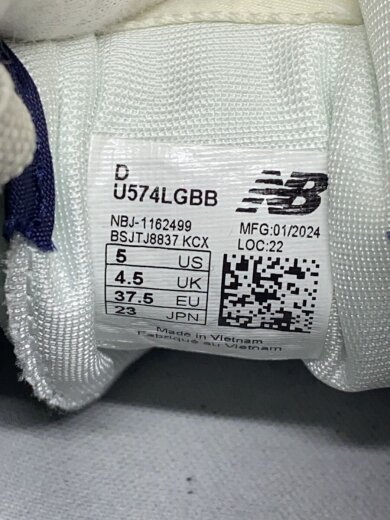 D
U574LGBB
NB
NBJ-1162499
BSJTJ8837 KCX
MFG:01/2024
LOC:22
5 US
4.5 UK
37.5 EU
23 JPN
Made in Vietnam
Fabriqué au Vietnam